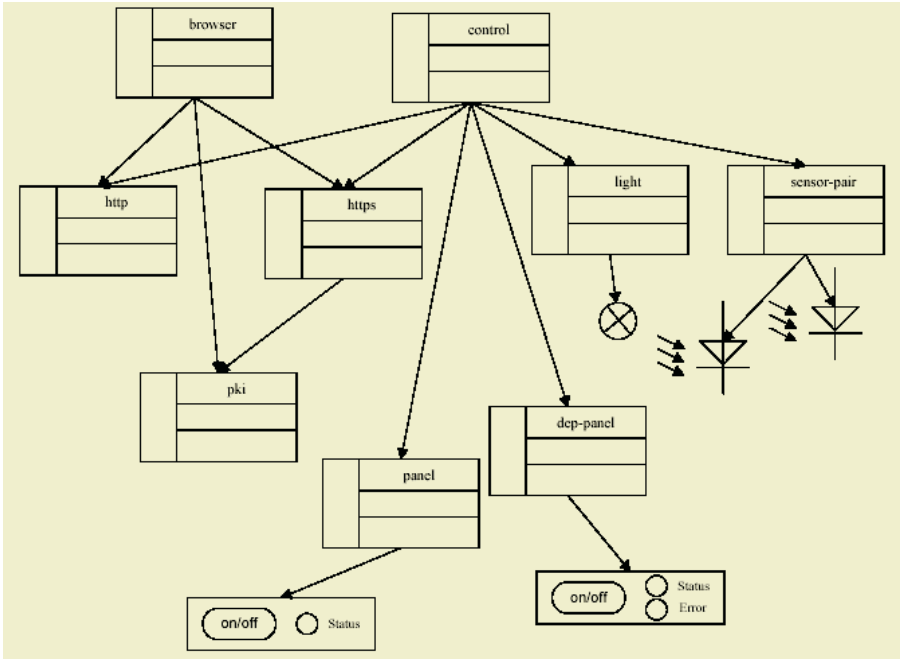 browser
control
http
https
light
sensor-pair
pki
panel
dep-panel
on/off
Status
Error
on/off
Status